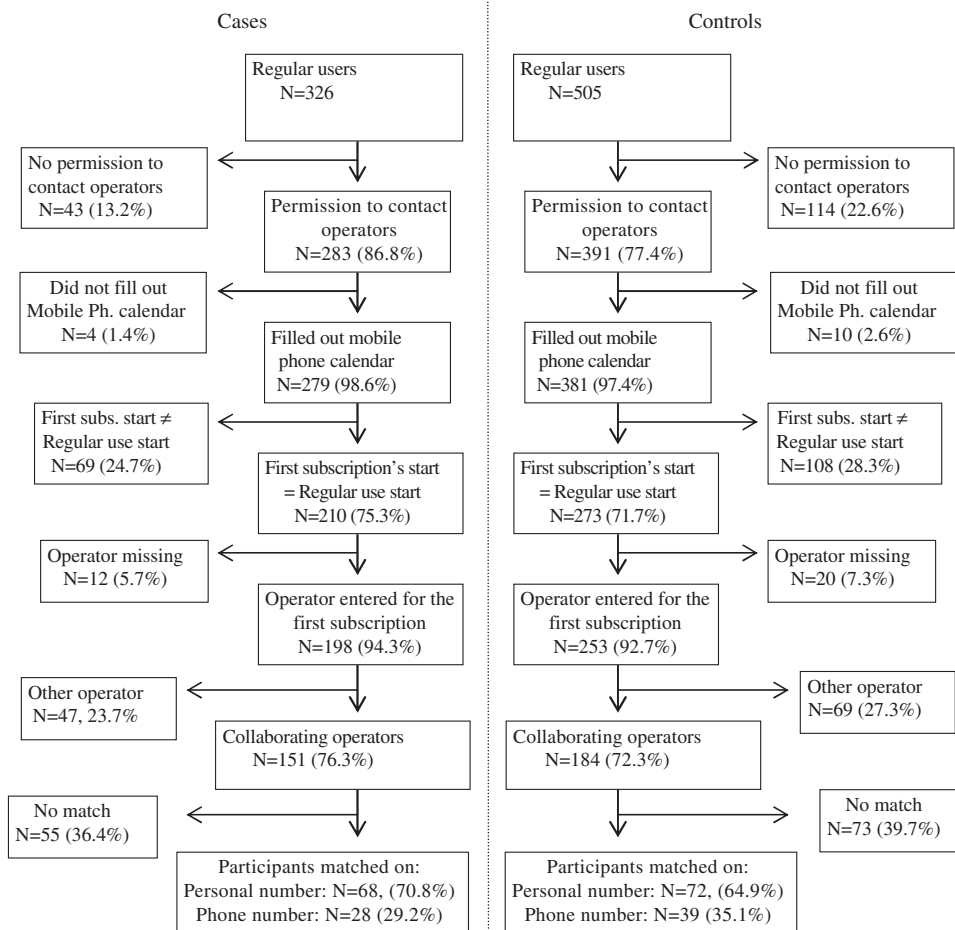 Cases
Controls
Regular users
N=326
Regular users
N=505
No permission to
contact operators
N=43 (13.2%)
No permission to
contact operators
N=114 (22.6%)
Permission to contact
operators
N=283 (86.8%)
Permission to contact
operators
N=391 (77.4%)
Did not fill out
Mobile Ph. calendar
N=4 (1.4%)
Did not fill out
Mobile Ph. calendar
N=10 (2.6%)
Filled out mobile
phone calendar
N=279 (98.6%)
Filled out mobile
phone calendar
N=381 (97.4%)
First subs. start ≠
Regular use start
N=69 (24.7%)
First subs. start ≠
Regular use start
N=108 (28.3%)
First subscription's start
= Regular use start
N=210 (75.3%)
First subscription's start
= Regular use start
N=273 (71.7%)
Operator missing
N=12 (5.7%)
Operator missing
N=20 (7.3%)
Operator entered for the
first subscription
N=198 (94.3%)
Operator entered for the
first subscription
N=253 (92.7%)
Other operator
N=47, 23.7%
Other operator
N=69 (27.3%)
Collaborating operators
N=151 (76.3%)
Collaborating operators
N=184 (72.3%)
No match
N=55 (36.4%)
No match
N=73 (39.7%)
Participants matched on:
Personal number: N=68, (70.8%)
Phone number: N=28 (29.2%)
Participants matched on:
Personal number: N=72, (64.9%)
Phone number: N=39 (35.1%)